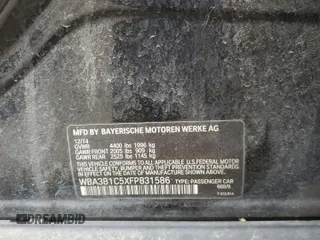 MFD BY BAYERISCHE MOTOREN WERKE AG
12/14
GVWR 4400 lbs 1996 kg
GAWR FRONT 2005 lbs 909 kg
GAWR REAR 2525 lbs 1145 kg
THIS VEHICLE CONFORMS TO ALL APPLICABLE U.S.
FEDERAL MOTOR VEHICLE SAFETY, BUMPER, AND
THEFT PREVENTION STANDARDS IN EFFECT ON THE
DATE OF MANUFACTURE SHOWN ABOVE.
WBA3B1C5XFP831586 TYPE: PASSENGER CAR
668/9
DREAMBID